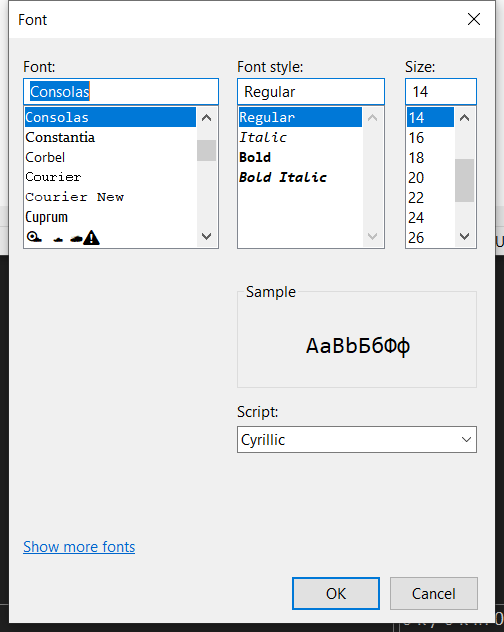 Font
Font:
Consolas
Consolas
Constantia
Corbel
Courier
Courier New
Cuprum
Font style:
Regular
Regular
Italic
Bold
Bold Italic
Size:
14
14
16
18
20
22
24
26
Sample
AaBbБбФф
Script:
Cyrillic
Show more fonts
OK
Cancel